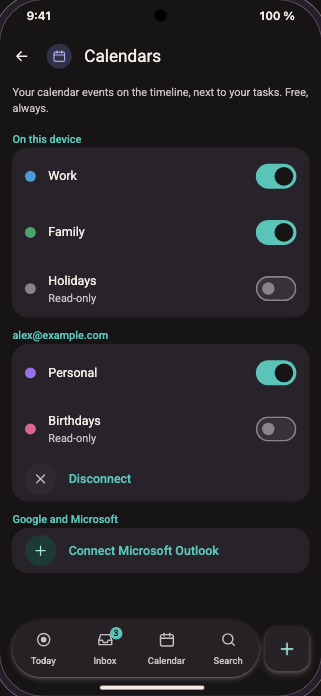 9:41
100 %
Calendars
Your calendar events on the timeline, next to your tasks. Free,
always.
On this device
Work
Family
Holidays
Read-only
alex@example.com
Personal
Birthdays
Read-only
Disconnect
Google and Microsoft
Connect Microsoft Outlook
3
Today
Inbox
Calendar
Search